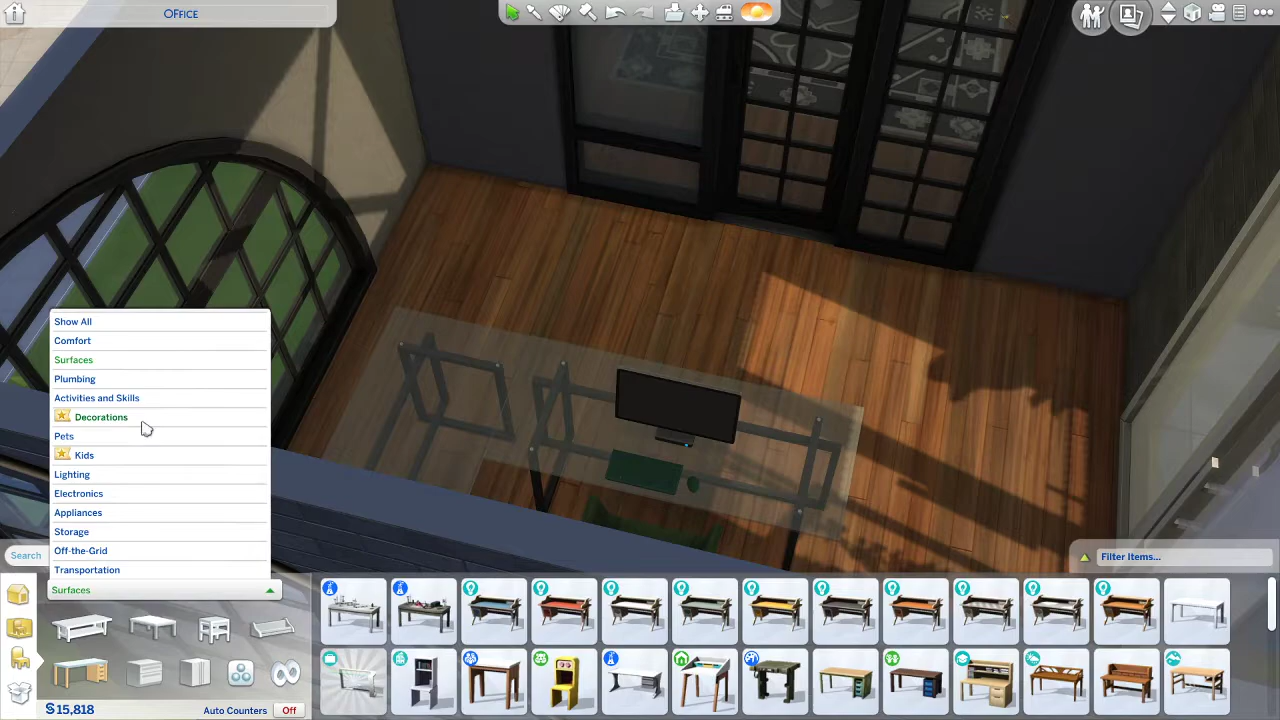 OFfice
Show All
Comfort
Surfaces
Plumbing
Activities and Skills
Decorations
Pets
Kids
Lighting
Electronics
Appliances
Storage
Off-the-Grid
Transportation
Search
Filter Items...
Surfaces
§15,818
Auto Counters Off